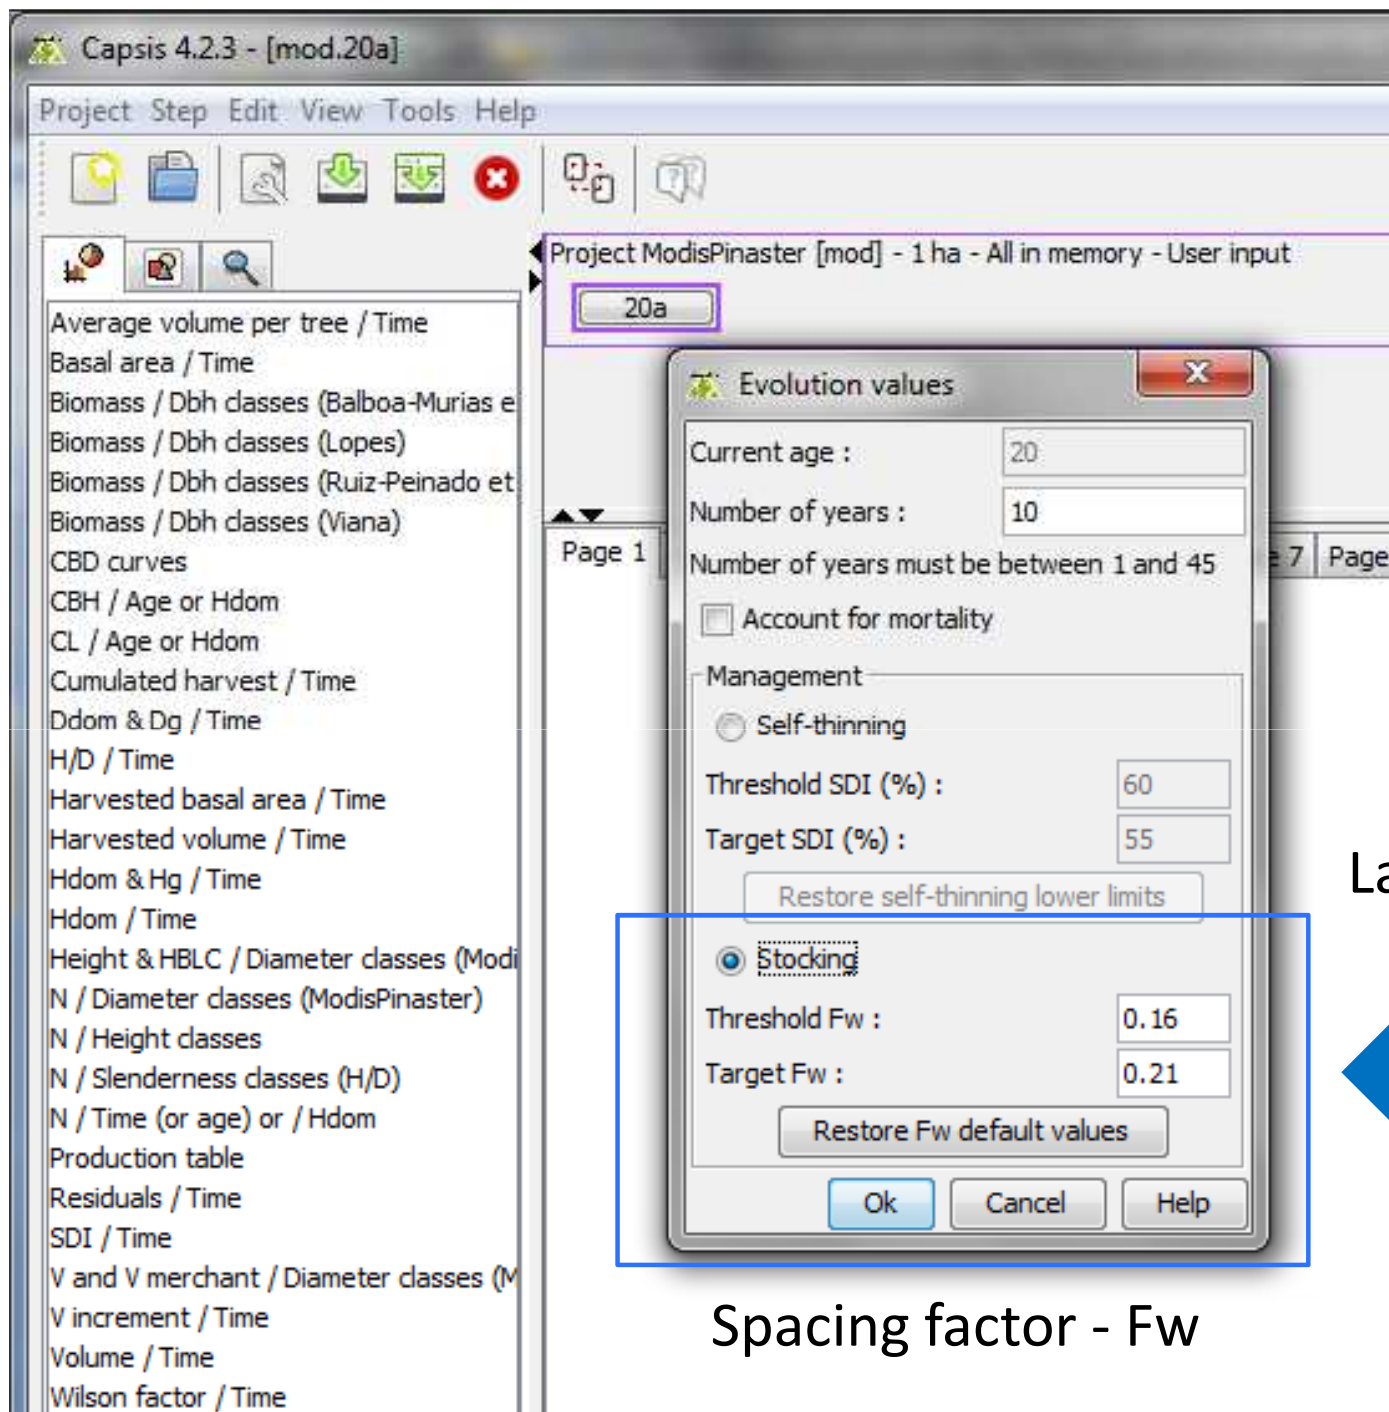 Capsis 4.2.3 - [mod.20a]
Project Step Edit View Tools Help
Project ModisPinaster [mod] - 1 ha - All in memory - User input
20a
Average volume per tree / Time
Basal area / Time
Biomass / Dbh classes (Balboa-Murias e
Biomass / Dbh classes (Lopes)
Biomass / Dbh classes (Ruiz-Peinado et
Biomass / Dbh classes (Viana)
CBD curves
CBH / Age or Hdom
CL / Age or Hdom
Cumulated harvest / Time
Ddom & Dg / Time
H/D / Time
Harvested basal area / Time
Harvested volume / Time
Hdom & Hg / Time
Hdom / Time
Height & HBLC / Diameter classes (Modi
N / Diameter classes (ModisPinaster)
N / Height classes
N / Slenderness classes (H/D)
N / Time (or age) or / Hdom
Production table
Residuals / Time
SDI / Time
V and V merchant / Diameter classes (M
V increment / Time
Volume / Time
Wilson factor / Time
Page 1
7 Page
Evolution values
Current age : 20
Number of years : 10
Number of years must be between 1 and 45
Account for mortality
Management
Self-thinning
Threshold SDI (%) : 60
Target SDI (%) : 55
Restore self-thinning lower limits
Stocking
Threshold Fw : 0.16
Target Fw : 0.21
Restore Fw default values
Ok Cancel Help
La
Spacing factor - Fw